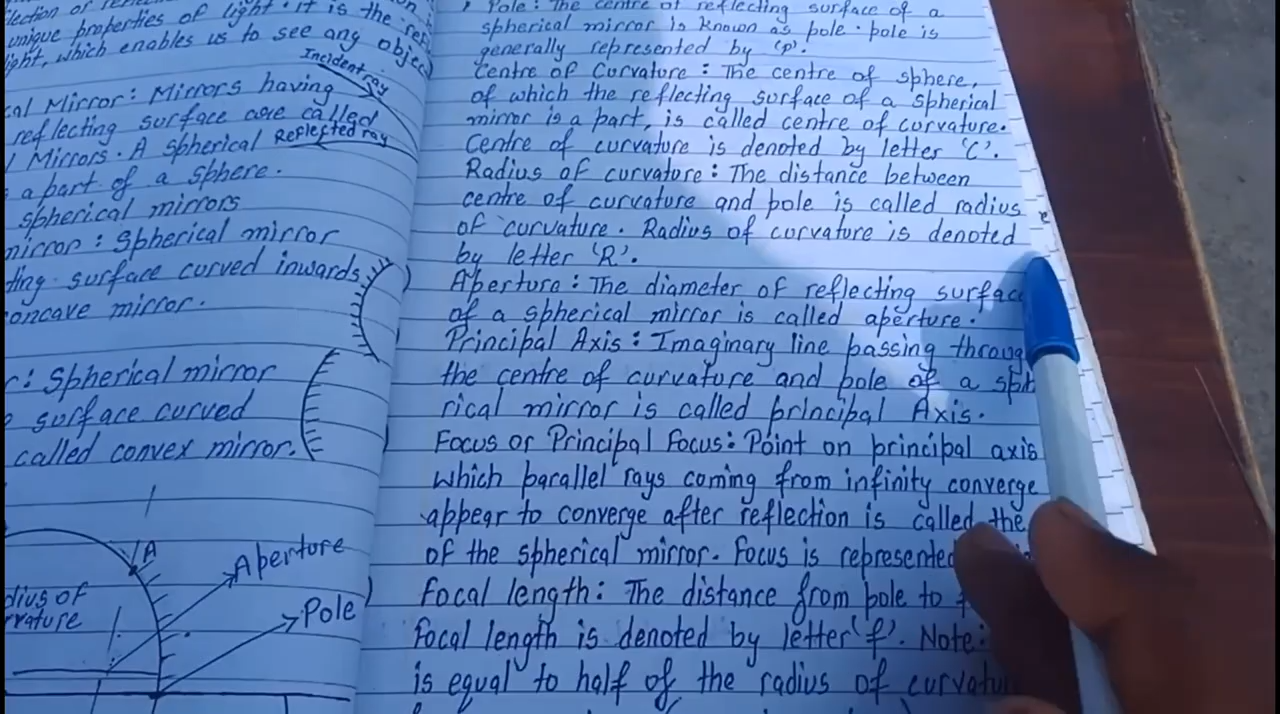 unique properties of light. it is the
which enables us to see any
Incident ray
Mirror: Mirrors having
reflecting surface are called
Mirrors. A spherical
Reflected ray
a part of a sphere.
spherical mirrors
mirror: Spherical mirror
surface curved inwards
mirror.
Spherical mirror
surface curved
called convex mirror.
A
Aperture
Pole
Pole: The centre of reflecting surface of a
spherical mirror is known as pole. pole is
generally represented by 'p'.
Centre of Curvature: The centre of sphere,
of which the reflecting surface of a spherical
mirror is a part, is called centre of curvature.
Centre of curvature is denoted by letter 'C'.
Radius of curvature: The distance between
centre of curvature and pole is called radius
of curvature. Radius of curvature is denoted
by letter 'R'.
Aperture: The diameter of reflecting
of a spherical mirror is called aperture.
Principal Axis: Imaginary line passing
the centre of curvature and pole of a
rical mirror is called principal Axis.
Focus or Principal Focus: Point on principal axis
which parallel rays coming from infinity converge
appear to converge after reflection is called the
of the spherical mirror. Focus is represented
Focal length: The distance from pole to
Focal length is denoted by letter 'f'. Note:
is equal to half of the radius of